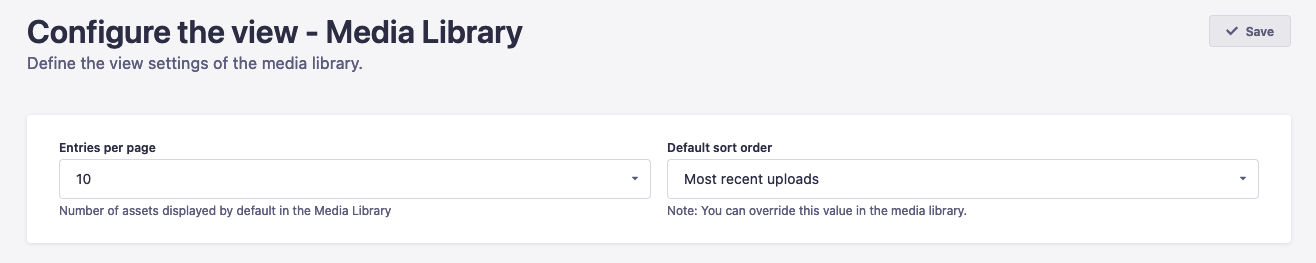 Configure the view - Media Library
Save
Define the view settings of the media library.
Entries per page
Default sort order
10
Most recent uploads
Number of assets displayed by default in the Media Library
Note: You can override this value in the media library.